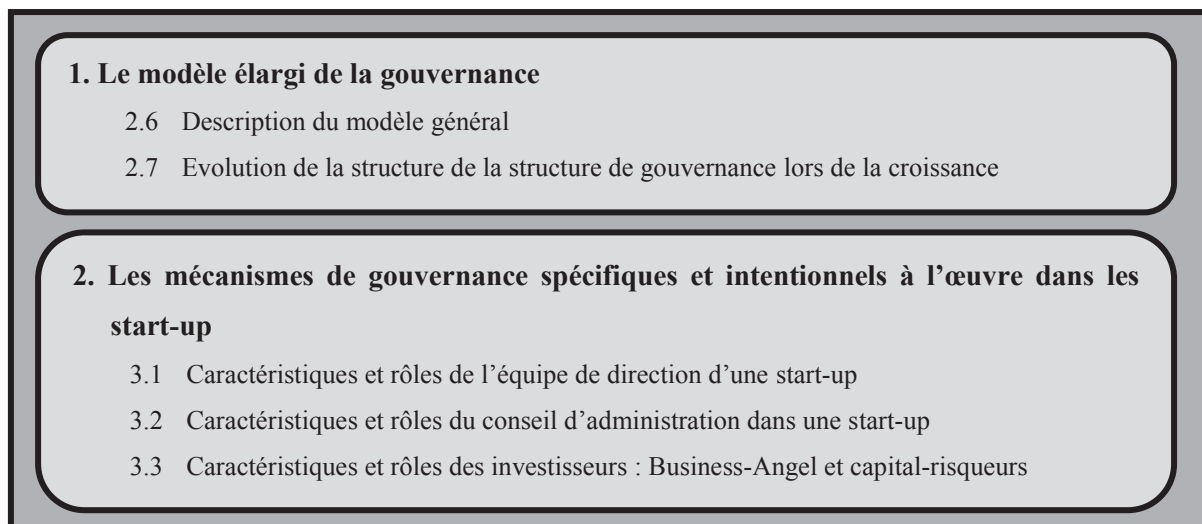 1. Le modèle élargi de la gouvernance
2.6 Description du modèle général
2.7 Evolution de la structure de la structure de gouvernance lors de la croissance
2. Les mécanismes de gouvernance spécifiques et intentionnels à l’œuvre dans les
start-up
3.1 Caractéristiques et rôles de l’équipe de direction d’une start-up
3.2 Caractéristiques et rôles du conseil d’administration dans une start-up
3.3 Caractéristiques et rôles des investisseurs : Business-Angel et capital-risqueurs